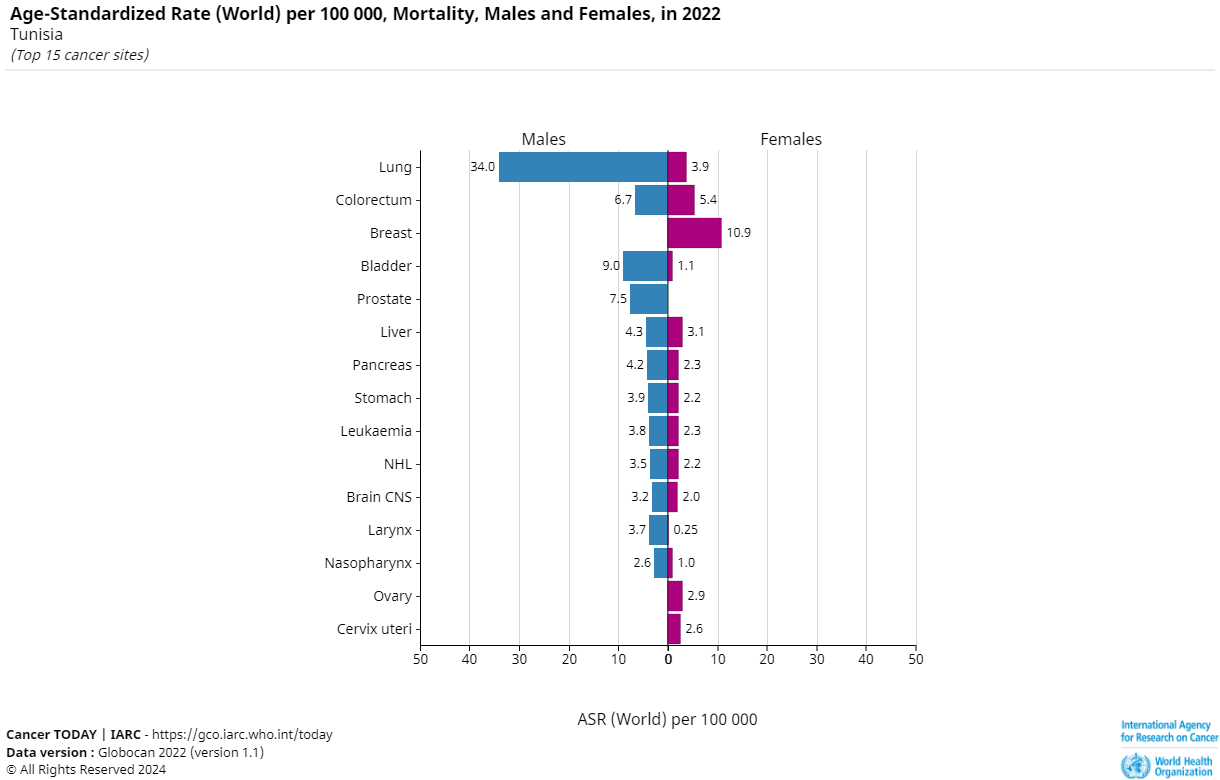 Age-Standardized Rate (World) per 100 000, Mortality, Males and Females, in 2022
Tunisia
(Top 15 cancer sites)
Males Females
Lung 34.0 3.9
Colorectum 6.7 5.4
Breast 10.9
Bladder 9.0 1.1
Prostate 7.5
Liver 4.3 3.1
Pancreas 4.2 2.3
Stomach 3.9 2.2
Leukaemia 3.8 2.3
NHL 3.5 2.2
Brain CNS 3.2 2.0
Larynx 3.7 0.25
Nasopharynx 2.6 1.0
Ovary 2.9
Cervix uteri 2.6
50 40 30 20 10 0 10 20 30 40 50
ASR (World) per 100 000
Cancer TODAY | IARC - https://gco.iarc.who.int/today
Data version : Globocan 2022 (version 1.1)
© All Rights Reserved 2024
International Agency
for Research on Cancer
World Health
Organization